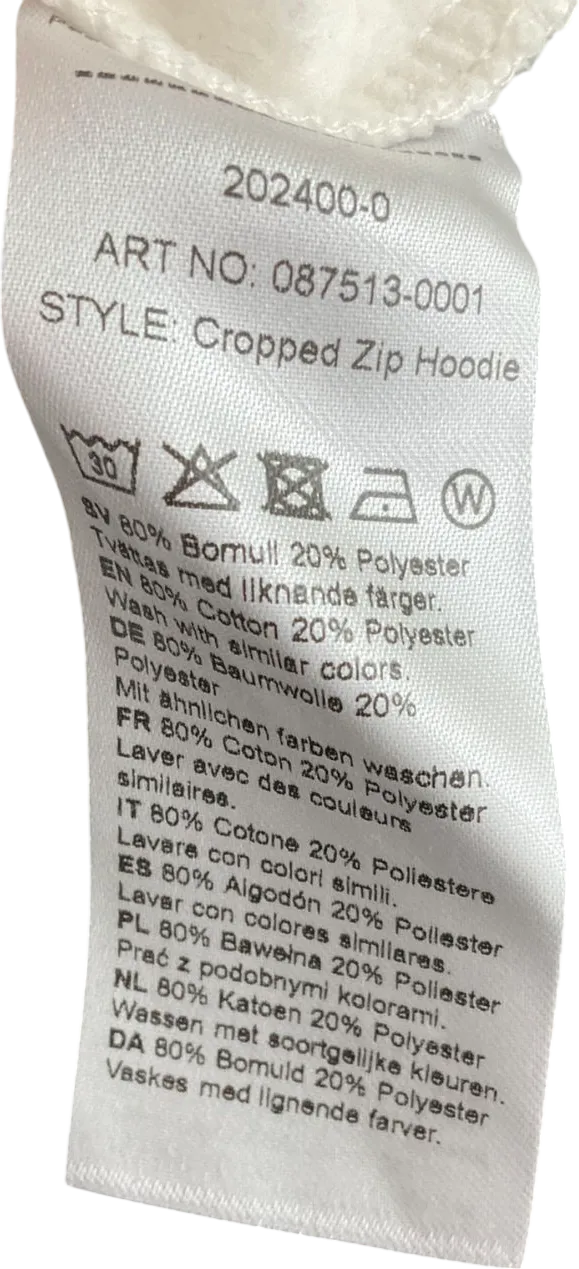 202400-0
ART NO: 087513-0001
STYLE: Cropped Zip Hoodie
30 W
SV 80% Bomull 20% Polyester
Tvättas med liknande färger.
EN 80% Cotton 20% Polyester
Wash with similar colors.
DE 80% Baumwolle 20%
Polyester
Mit ähnlichen farben waschen.
FR 80% Coton 20% Polyester
Laver avec des couleurs
similaires.
IT 80% Cotone 20% Poliestere
Lavare con colori simili.
ES 80% Algodón 20% Poliester
Lavar con colores similares.
PL 80% Bawełna 20% Poliester
Prać z podobnymi kolorami.
NL 80% Katoen 20% Polyester
Wassen met soortgelijke kleuren.
DA 80% Bomuld 20% Polyester
Vaskes med lignende farver.